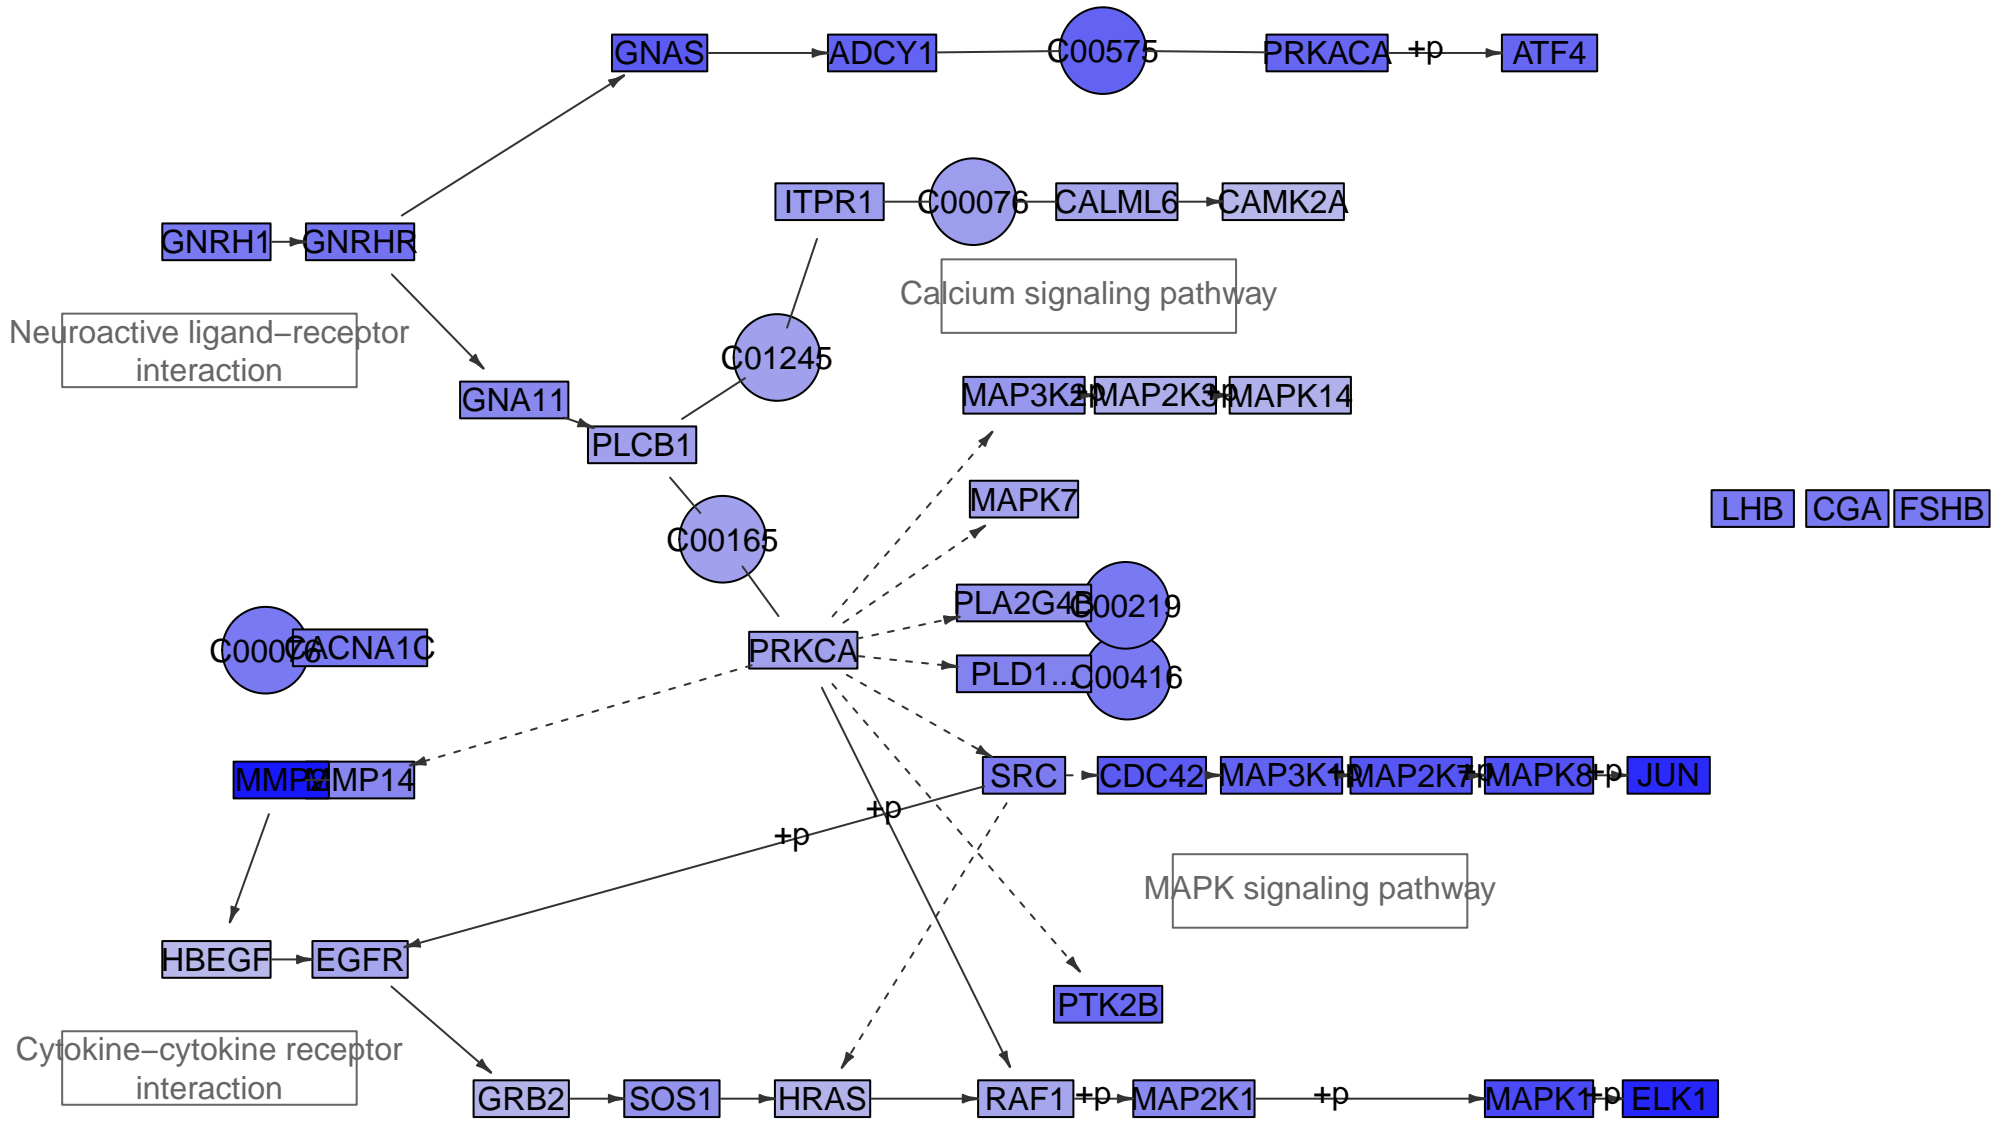 GNAS
ADCY1
C00575
PRKACA
+p
ATF4
ITPR1
C00076
CALML6
CAMK2A
GNRH1
GNRHR
Calcium signaling pathway
Neuroactive ligand–receptor
interaction
C01245
GNA11
PLCB1
MAP3K2
+p
MAP2K3
+p
MAPK14
MAPK7
LHB
CGA
FSHB
C00165
PLA2G4B
C00219
C00076
CACNA1C
PRKCA
PLD1...
C00416
MMP2
MMP14
SRC
CDC42
MAP3K1
+p
MAP2K7
+p
MAPK8
+p
JUN
+p
+p
MAPK signaling pathway
HBEGF
EGFR
PTK2B
Cytokine–cytokine receptor
interaction
GRB2
SOS1
HRAS
RAF1
+p
MAP2K1
+p
MAPK1
+p
ELK1